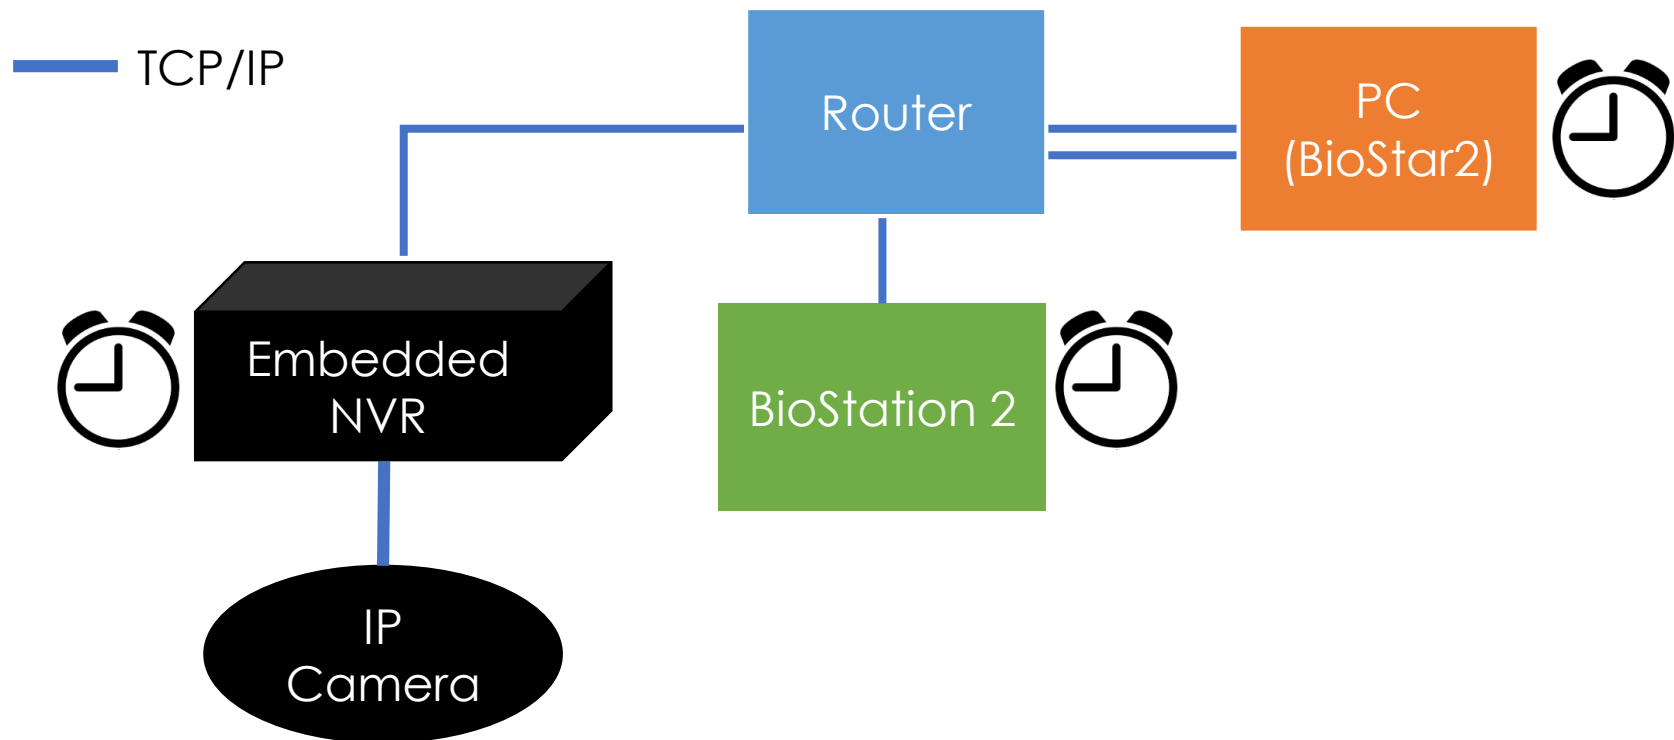 TCP/IP
Router
PC
(BioStar2)
Embedded
NVR
BioStation 2
IP
Camera